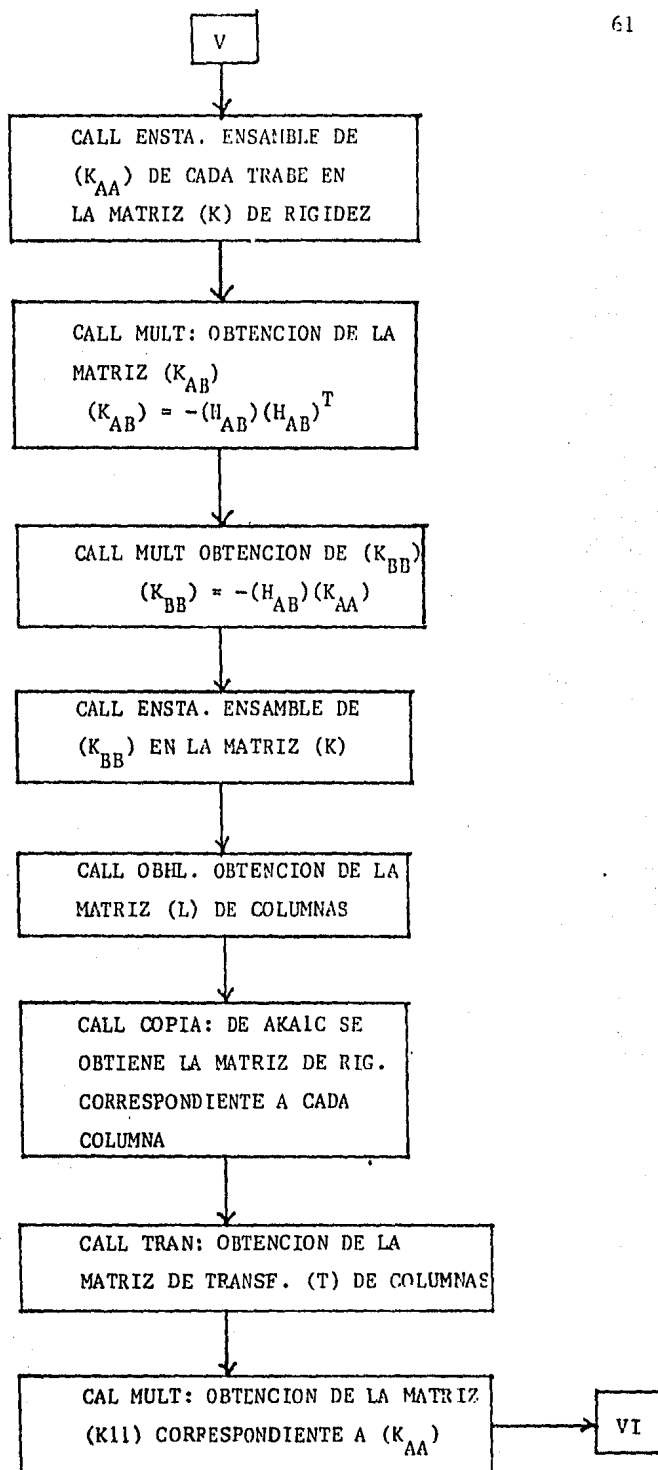 61
V
CALL ENSTA. ENSAMBLE DE
(K_AA) DE CADA TRABE EN
LA MATRIZ (K) DE RIGIDEZ
CALL MULT: OBTENCION DE LA
MATRIZ (K_AB)
(K_AB) = -(H_AB)(H_AB)^T
CALL MULT OBTENCION DE (K_BB)
(K_BB) = -(H_AB)(K_AA)
CALL ENSTA. ENSAMBLE DE
(K_BB) EN LA MATRIZ (K)
CALL OBHL. OBTENCION DE LA
MATRIZ (L) DE COLUMNAS
CALL COPIA: DE AKA1C SE
OBTIENE LA MATRIZ DE RIG.
CORRESPONDIENTE A CADA
COLUMNA
CALL TRAN: OBTENCION DE LA
MATRIZ DE TRANSF. (T) DE COLUMNAS
CAL MULT: OBTENCION DE LA MATRIZ
(K11) CORRESPONDIENTE A (K_AA)
VI